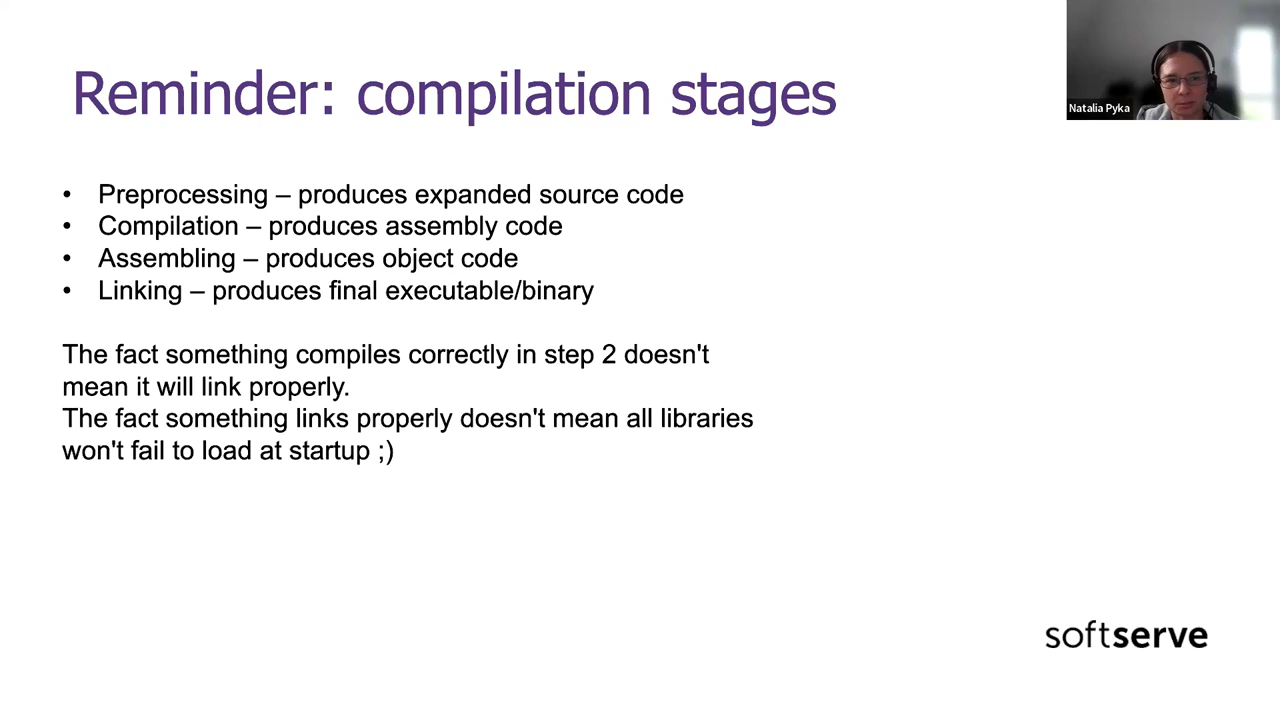 Reminder: compilation stages
Natalia Pyka
• Preprocessing – produces expanded source code
• Compilation – produces assembly code
• Assembling – produces object code
• Linking – produces final executable/binary
The fact something compiles correctly in step 2 doesn't
mean it will link properly.
The fact something links properly doesn't mean all libraries
won't fail to load at startup ;)
softserve